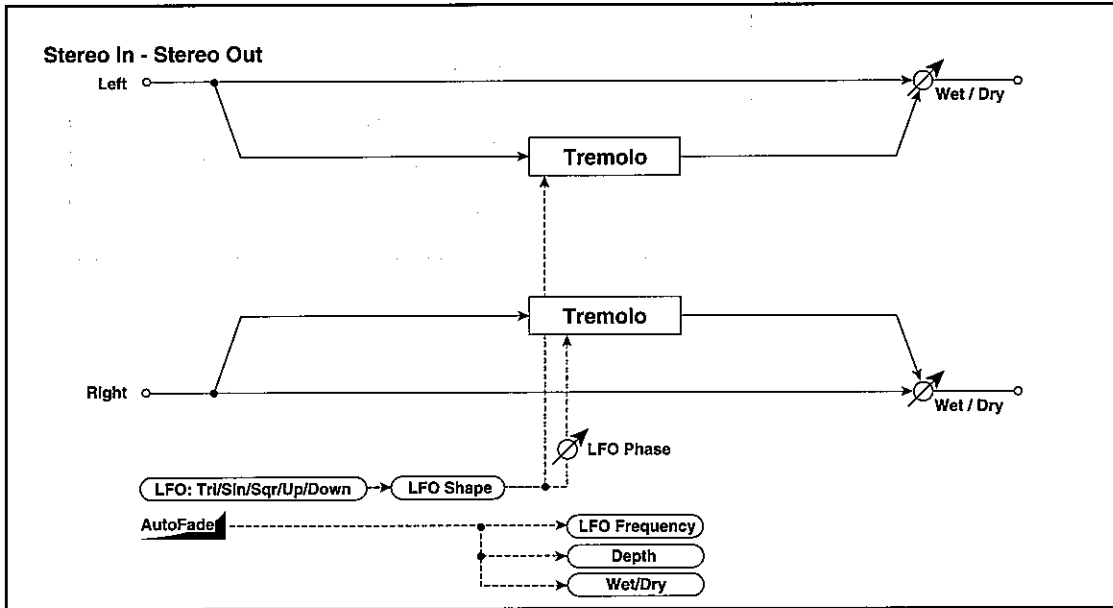 Stereo In - Stereo Out
Left
Wet / Dry
Tremolo
Tremolo
Right
Wet / Dry
LFO Phase
LFO: Tri/Sin/Sqr/Up/Down
LFO Shape
AutoFade
LFO Frequency
Depth
Wet/Dry